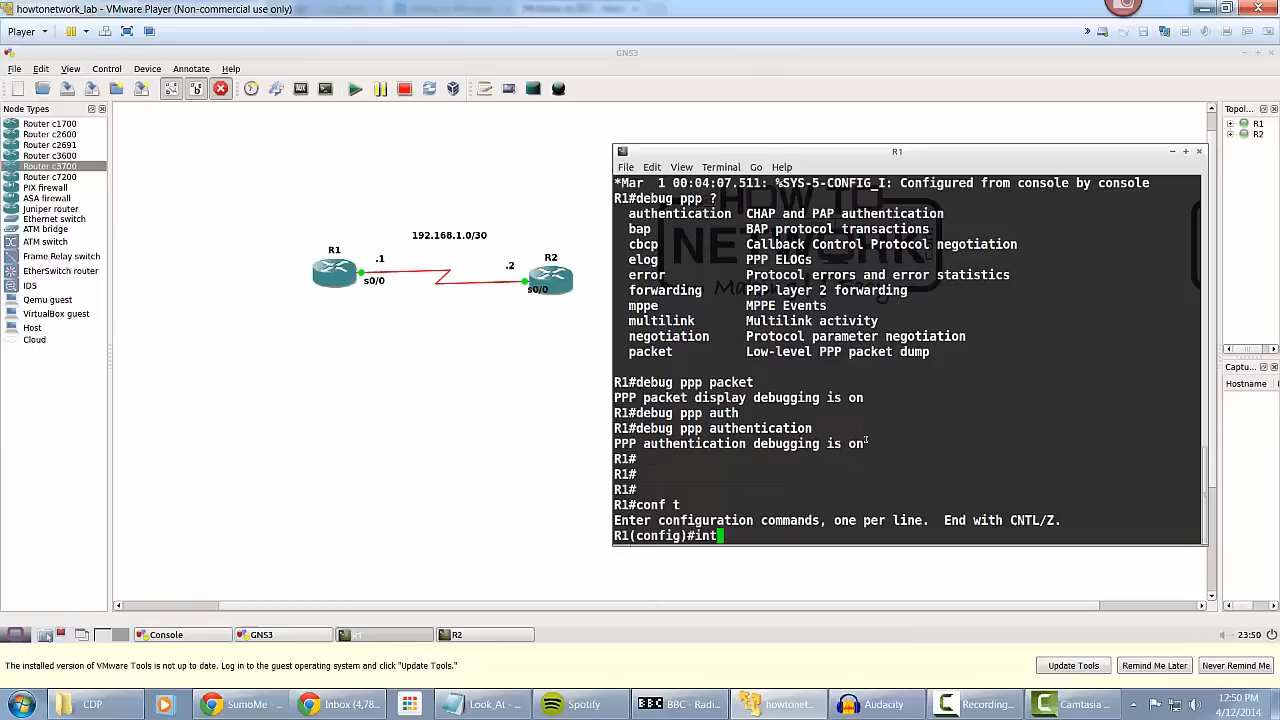 howtonetwork_lab - VMware Player (Non-commercial use only)
Player
GNS3
File Edit View Control Device Annotate Help
Node Types
Router c1700
Router c2600
Router c2691
Router c3600
Router c3700
Router c7200
PIX firewall
ASA firewall
Juniper router
Ethernet switch
ATM bridge
ATM switch
Frame Relay switch
EtherSwitch router
IDS
Qemu guest
VirtualBox guest
Host
Cloud
192.168.1.0/30
R1
.1
s0/0
.2
R2
s0/0
R1
File Edit View Terminal Go Help
*Mar  1 00:04:07.511: %SYS-5-CONFIG_I: Configured from console by console
R1#debug ppp ?
authentication  CHAP and PAP authentication
bap  BAP protocol transactions
cbcp  Callback Control Protocol negotiation
elog  PPP ELOGs
error  Protocol errors and error statistics
forwarding  PPP layer 2 forwarding
mppe  MPPE Events
multilink  Multilink activity
negotiation  Protocol parameter negotiation
packet  Low-level PPP packet dump
R1#debug ppp packet
PPP packet display debugging is on
R1#debug ppp auth
R1#debug ppp authentication
PPP authentication debugging is on
R1#
R1#
R1#
R1#conf t
Enter configuration commands, one per line.  End with CNTL/Z.
R1(config)#int
HOW TO
NETWORK
Topol...
R1
R2
Captu...
Hostname
Console
GNS3
R1
R2
23:50
The installed version of VMware Tools is not up to date. Log in to the guest operating system and click "Update Tools."
Update Tools
Remind Me Later
Never Remind Me
CDP
SumoMe - ...
Inbox (4,78...
Look_At - ...
Spotify
BBC - Radi...
howtonet...
Audacity
Recording...
Camtasia ...
12:50 PM
4/12/2014